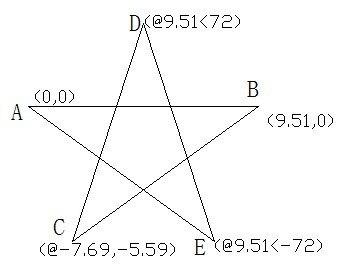 D(@9.51<72)
(0,0)
B
A
(9.51,0)
C
(@-7.69,-5.59)
E(@9.51<-72)